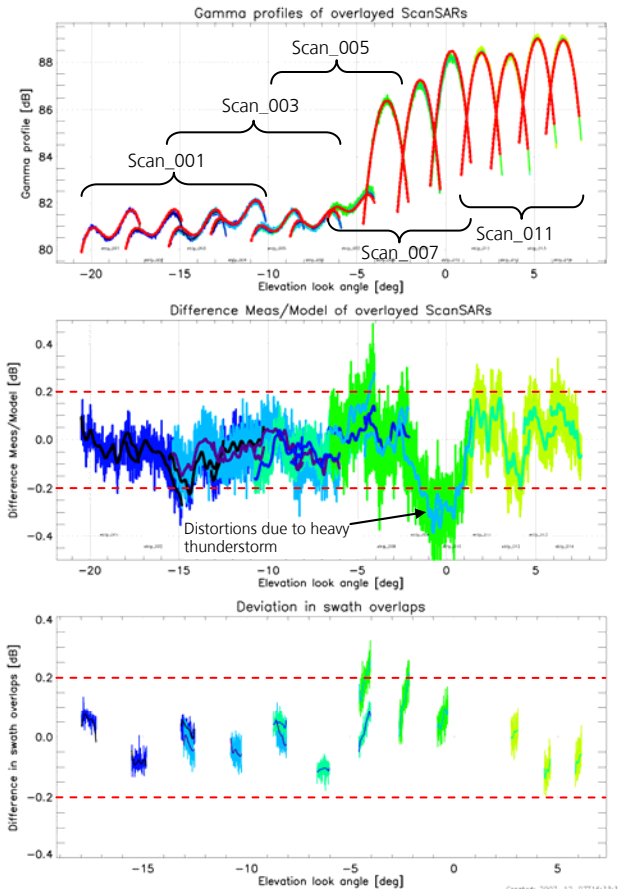 Gamma profiles of overlayed ScanSARs
Gamma profile [dB]
88
86
84
82
80
Scan_005
Scan_003
Scan_001
Scan_007
Scan_011
-20
-15
-10
-5
0
5
Elevation look angle [deg]
Difference Meas/Model of overlayed ScanSARs
Difference Meas/Model [dB]
0.4
0.2
0.0
-0.2
-0.4
Distortions due to heavy
thunderstorm
-20
-15
-10
-5
0
5
Elevation look angle [deg]
Deviation in swath overlaps
Difference in swath overlaps [dB]
0.4
0.2
0.0
-0.2
-0.4
-15
-10
-5
0
5
Elevation look angle [deg]